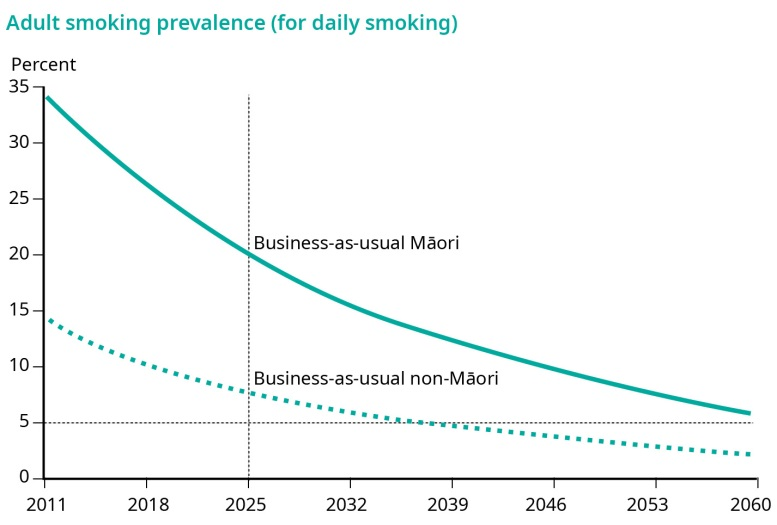 Adult smoking prevalence (for daily smoking)
Percent
35
30
25
20
15
10
5
0
Business-as-usual Māori
Business-as-usual non-Māori
2011 2018 2025 2032 2039 2046 2053 2060